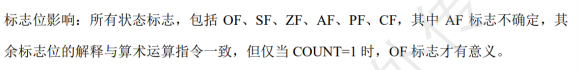 标志位影响：所有状态标志，包括 OF、SF、ZF、AF、PF、CF，其中 AF 标志不确定，其
余标志位的解释与算术运算指令一致，但仅当 COUNT=1 时，OF 标志才有意义。